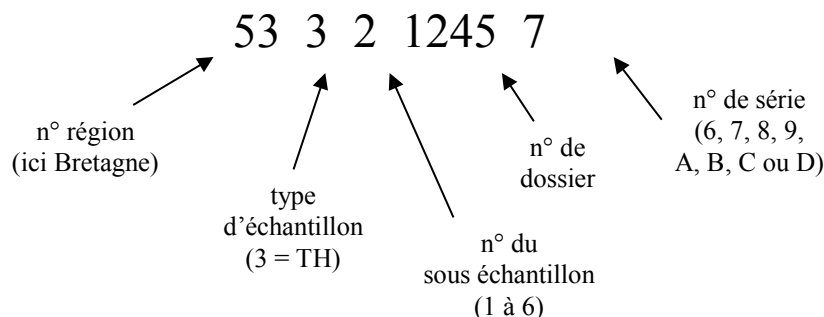 53 3 2 1245 7
n° région
(ici Bretagne)
type
d’échantillon
(3 = TH)
n° du
sous échantillon
(1 à 6)
n° de
dossier
n° de série
(6, 7, 8, 9,
A, B, C ou D)